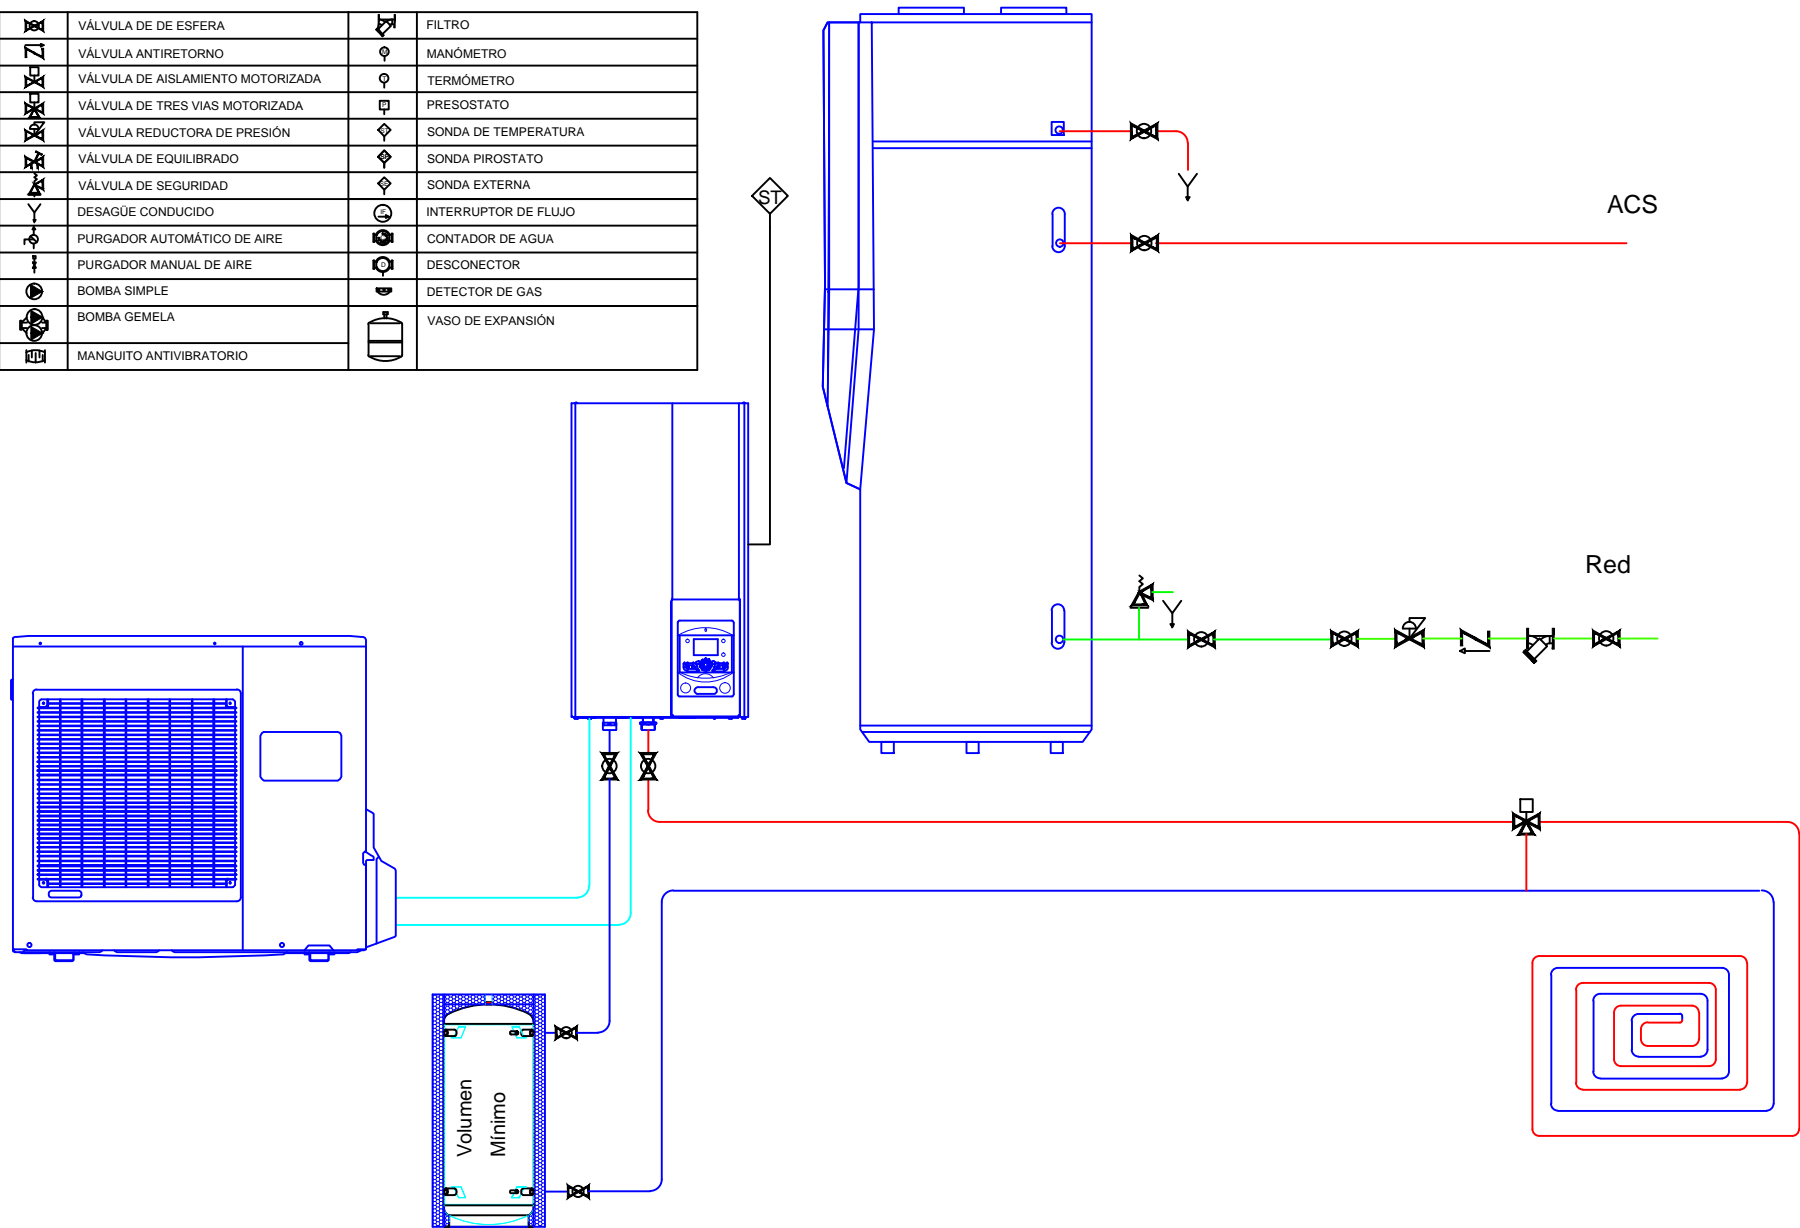 VÁLVULA DE DE ESFERA
FILTRO
VÁLVULA ANTIRETORNO
MANÓMETRO
VÁLVULA DE AISLAMIENTO MOTORIZADA
TERMÓMETRO
VÁLVULA DE TRES VIAS MOTORIZADA
PRESOSTATO
VÁLVULA REDUCTORA DE PRESIÓN
SONDA DE TEMPERATURA
VÁLVULA DE EQUILIBRADO
SONDA PIROSTATO
VÁLVULA DE SEGURIDAD
SONDA EXTERNA
DESAGÜE CONDUCIDO
INTERRUPTOR DE FLUJO
PURGADOR AUTOMÁTICO DE AIRE
CONTADOR DE AGUA
PURGADOR MANUAL DE AIRE
DESCONECTOR
BOMBA SIMPLE
DETECTOR DE GAS
BOMBA GEMELA
VASO DE EXPANSIÓN
MANGUITO ANTIVIBRATORIO
ST
ACS
Red
Volumen
Mínimo